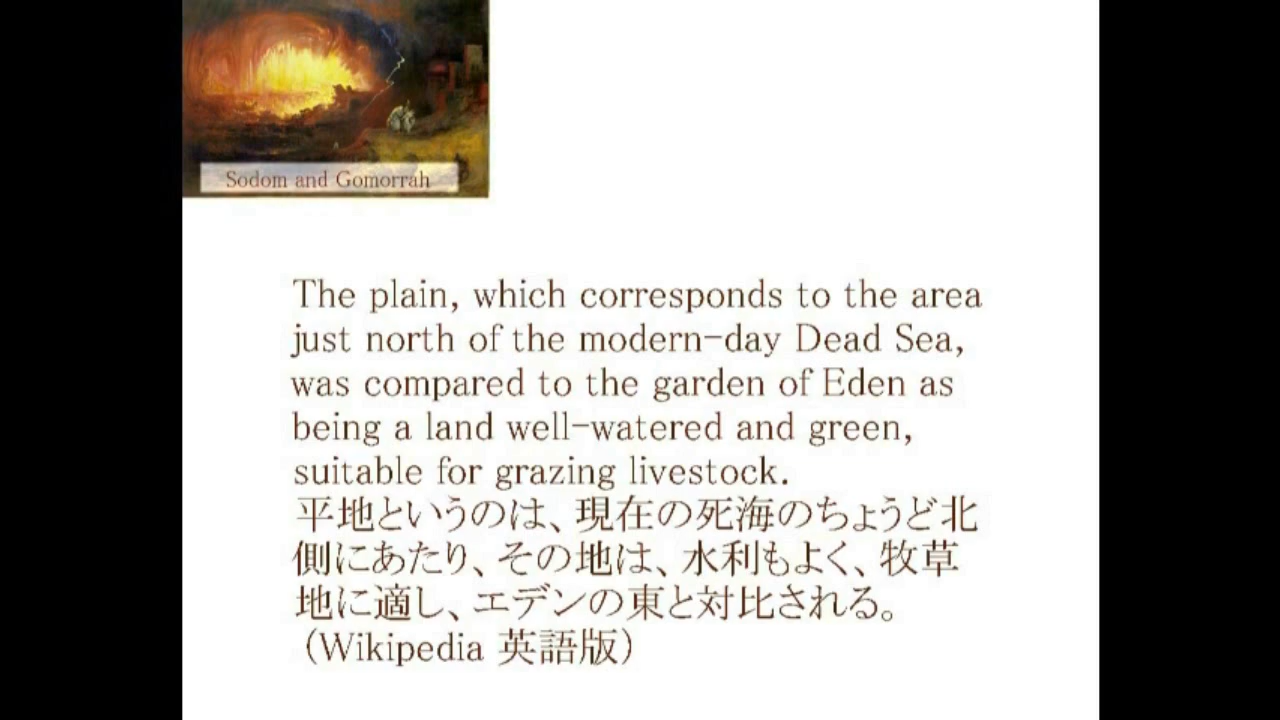 Sodom and Gomorrah
The plain, which corresponds to the area
just north of the modern-day Dead Sea,
was compared to the garden of Eden as
being a land well-watered and green,
suitable for grazing livestock.
平地というのは、現在の死海のちょうど北
側にあたり、その地は、水利もよく、牧草
地に適し、エデンの東と対比される。
（Wikipedia 英語版）